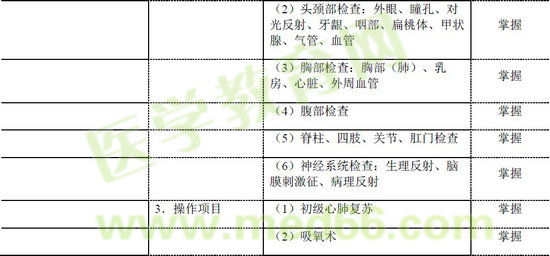 （2）头颈部检查：外眼、瞳孔、对
光反射、牙龈、咽部、扁桃体、甲状
腺、气管、血管
掌握
（3）胸部检查：胸部（肺）、乳
房、心脏、外周血管
掌握
（4）腹部检查
掌握
（5）脊柱、四肢、关节、肛门检查
掌握
（6）神经系统检查：生理反射、脑
膜刺激征、病理反射
掌握
3．操作项目
（1）初级心肺复苏
掌握
（2）吸氧术
掌握
医学教育网
www.med66.com